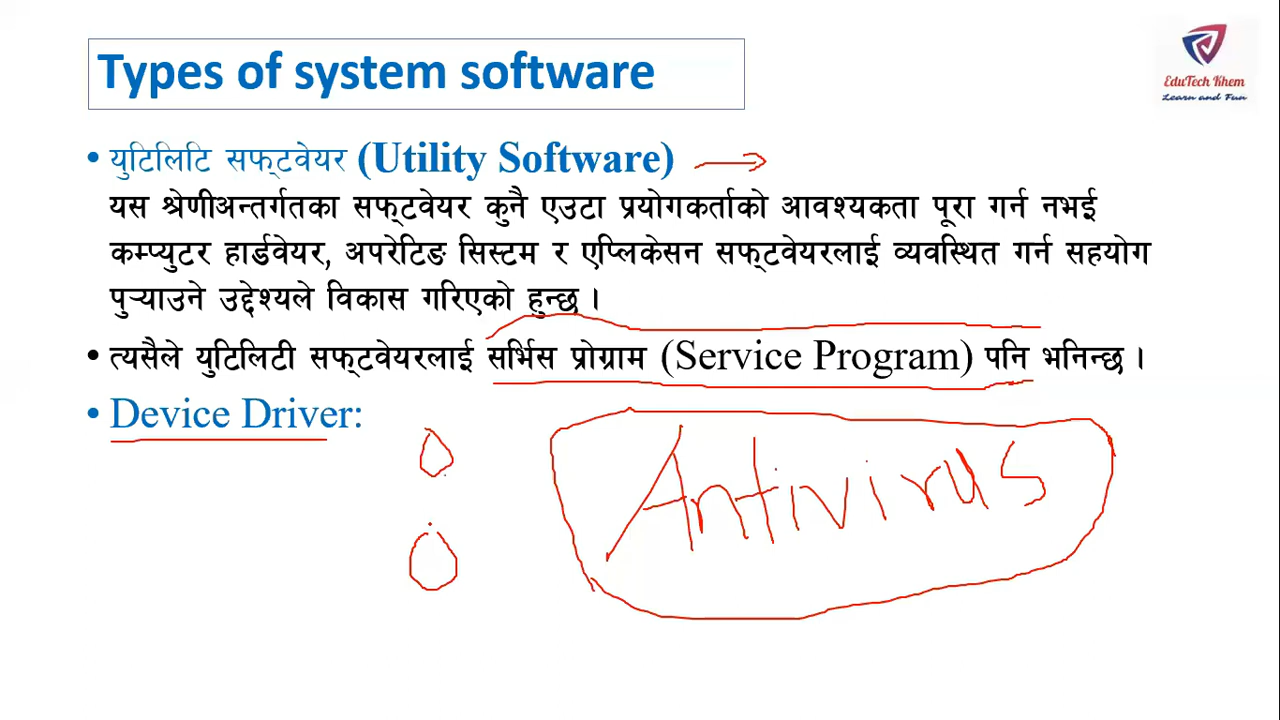 Types of system software
EduTech Khem
Learn and Fun
• युटिलिटि सफ्टवेयर (Utility Software)
यस श्रेणीअन्तर्गतका सफ्टवेयर कुनै एउटा प्रयोगकर्ताको आवश्यकता पूरा गर्न नभई
कम्प्युटर हार्डवेयर, अपरेटिङ सिस्टम र एप्लिकेसन सफ्टवेयरलाई व्यवस्थित गर्न सहयोग
पुऱ्याउने उद्देश्यले विकास गरिएको हुन्छ ।
• त्यसैले युटिलिटी सफ्टवेयरलाई सर्भिस प्रोग्राम (Service Program) पनि भनिन्छ ।
• Device Driver:
Antivirus